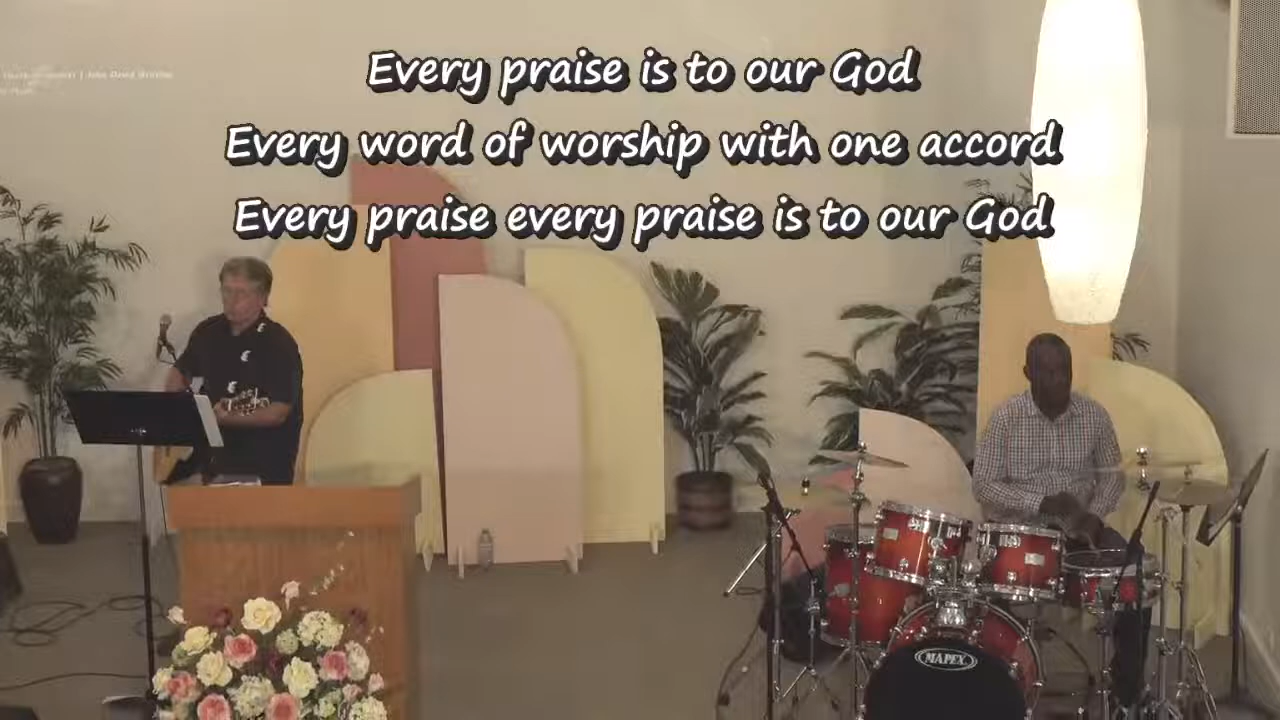 Every praise is to our God
Every word of worship with one accord
Every praise every praise is to our God
MAPEX